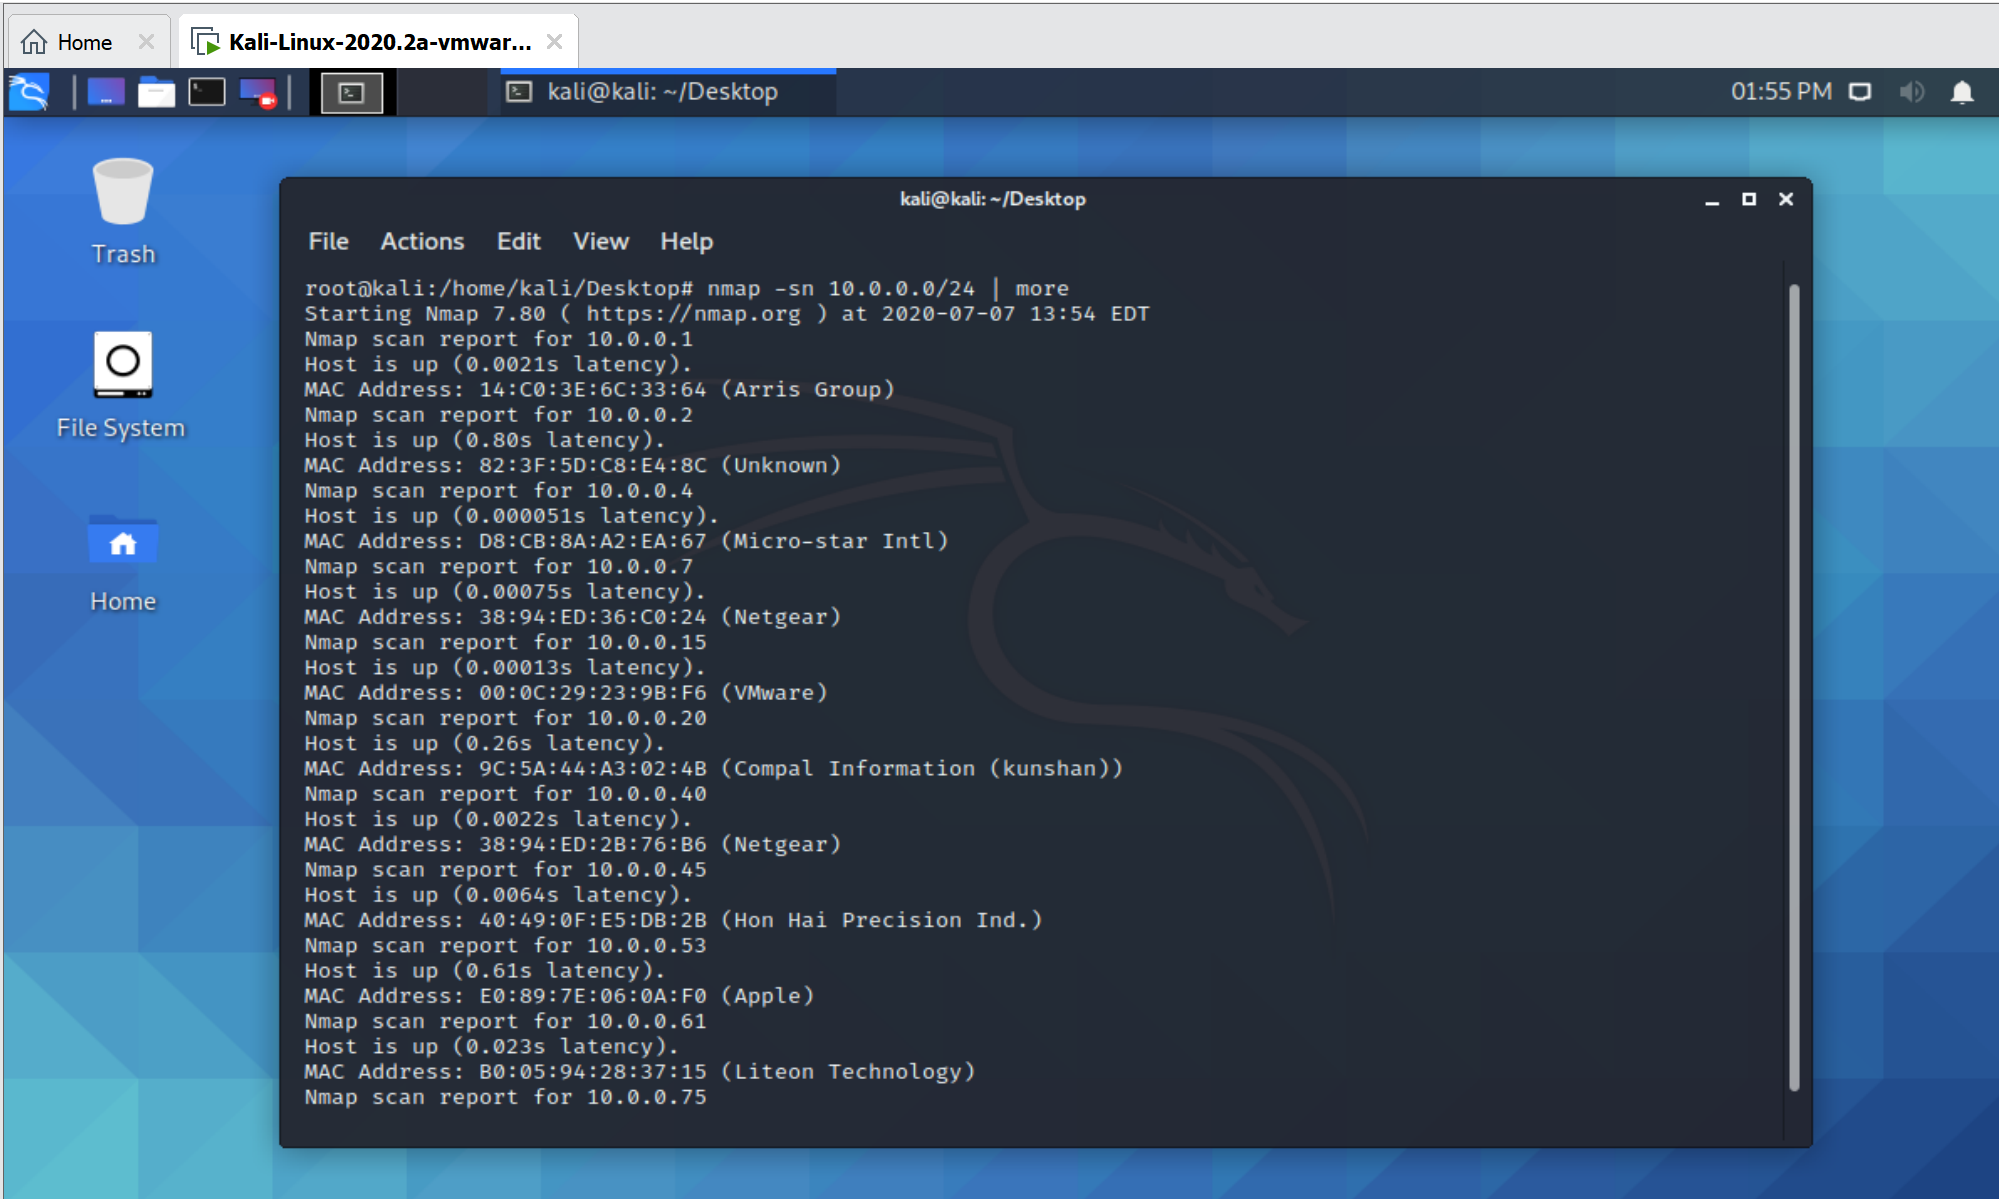 Home
Kali-Linux-2020.2a-vmwar...
kali@kali: ~/Desktop
01:55 PM
Trash
File System
Home
kali@kali: ~/Desktop
File Actions Edit View Help
root@kali:/home/kali/Desktop# nmap -sn 10.0.0.0/24 | more
Starting Nmap 7.80 ( https://nmap.org ) at 2020-07-07 13:54 EDT
Nmap scan report for 10.0.0.1
Host is up (0.0021s latency).
MAC Address: 14:C0:3E:6C:33:64 (Arris Group)
Nmap scan report for 10.0.0.2
Host is up (0.80s latency).
MAC Address: 82:3F:5D:C8:E4:8C (Unknown)
Nmap scan report for 10.0.0.4
Host is up (0.000051s latency).
MAC Address: D8:CB:8A:A2:EA:67 (Micro-star Intl)
Nmap scan report for 10.0.0.7
Host is up (0.00075s latency).
MAC Address: 38:94:ED:36:C0:24 (Netgear)
Nmap scan report for 10.0.0.15
Host is up (0.00013s latency).
MAC Address: 00:0C:29:23:9B:F6 (VMware)
Nmap scan report for 10.0.0.20
Host is up (0.26s latency).
MAC Address: 9C:5A:44:A3:02:4B (Compal Information (kunshan))
Nmap scan report for 10.0.0.40
Host is up (0.0022s latency).
MAC Address: 38:94:ED:2B:76:B6 (Netgear)
Nmap scan report for 10.0.0.45
Host is up (0.0064s latency).
MAC Address: 40:49:0F:E5:DB:2B (Hon Hai Precision Ind.)
Nmap scan report for 10.0.0.53
Host is up (0.61s latency).
MAC Address: E0:89:7E:06:0A:F0 (Apple)
Nmap scan report for 10.0.0.61
Host is up (0.023s latency).
MAC Address: B0:05:94:28:37:15 (Liteon Technology)
Nmap scan report for 10.0.0.75